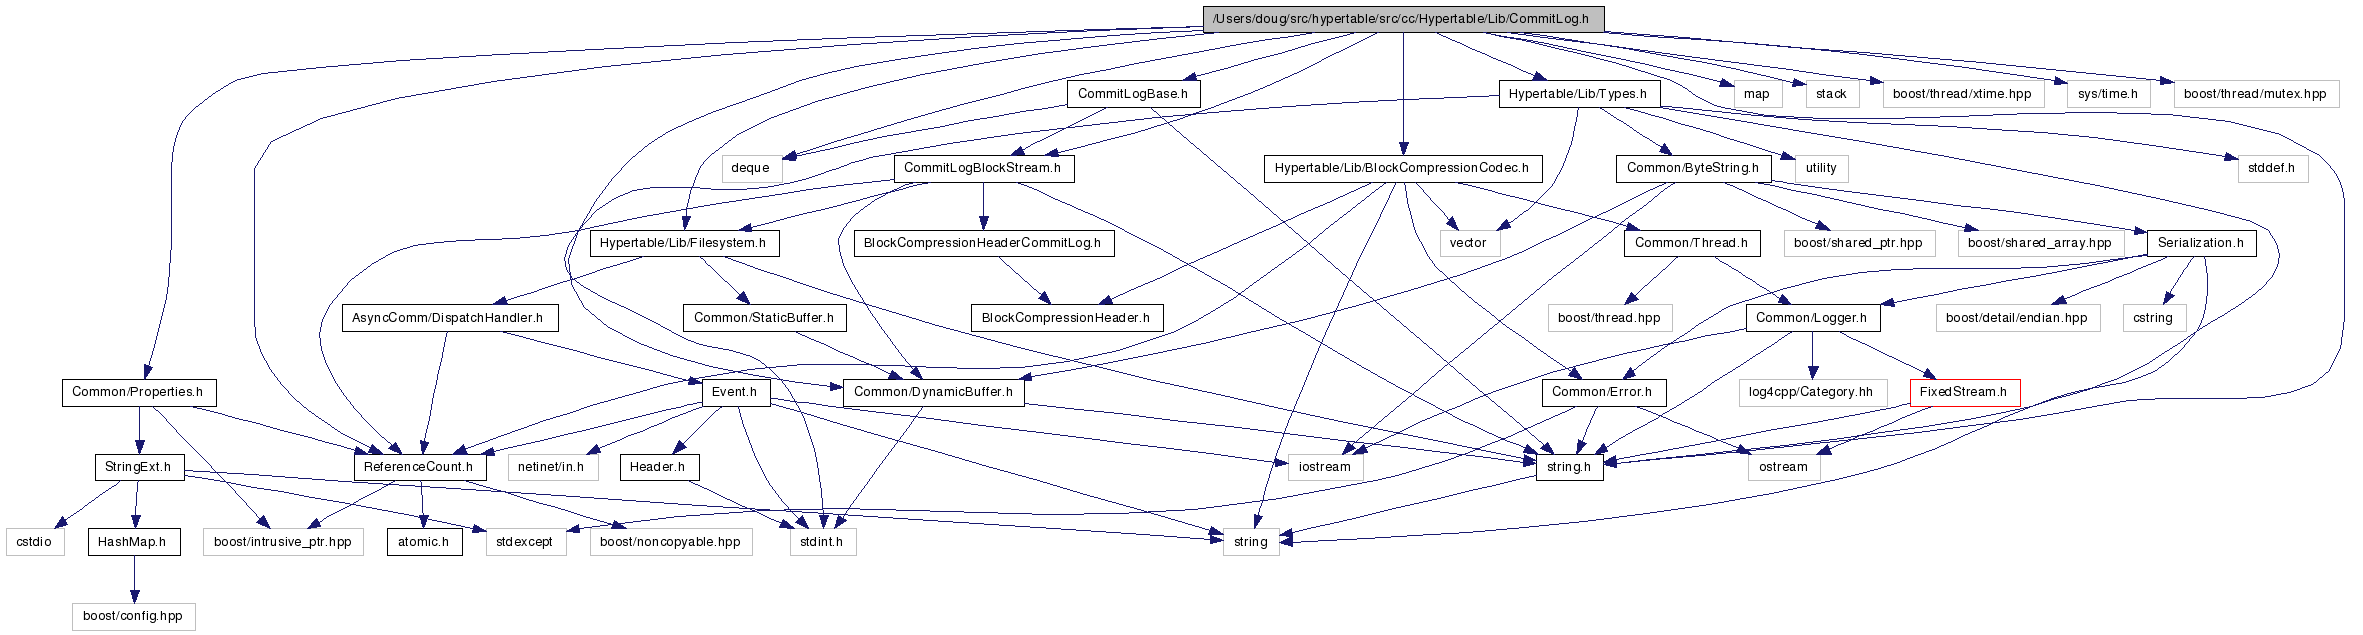 /Users/doug/src/hypertable/src/cc/Hypertable/Lib/CommitLog.h
CommitLogBase.h
Hypertable/Lib/Types.h
map
stack
boost/thread/xtime.hpp
sys/time.h
boost/thread/mutex.hpp
deque
CommitLogBlockStream.h
Hypertable/Lib/BlockCompressionCodec.h
Common/ByteString.h
utility
stddef.h
Hypertable/Lib/Filesystem.h
BlockCompressionHeaderCommitLog.h
vector
Common/Thread.h
boost/shared_ptr.hpp
boost/shared_array.hpp
Serialization.h
AsyncComm/DispatchHandler.h
Common/StaticBuffer.h
BlockCompressionHeader.h
boost/thread.hpp
Common/Logger.h
boost/detail/endian.hpp
cstring
Common/Properties.h
Event.h
Common/DynamicBuffer.h
Common/Error.h
log4cpp/Category.hh
FixedStream.h
StringExt.h
ReferenceCount.h
netinet/in.h
Header.h
iostream
string.h
ostream
cstdio
HashMap.h
boost/intrusive_ptr.hpp
atomic.h
stdexcept
boost/noncopyable.hpp
stdint.h
string
boost/config.hpp